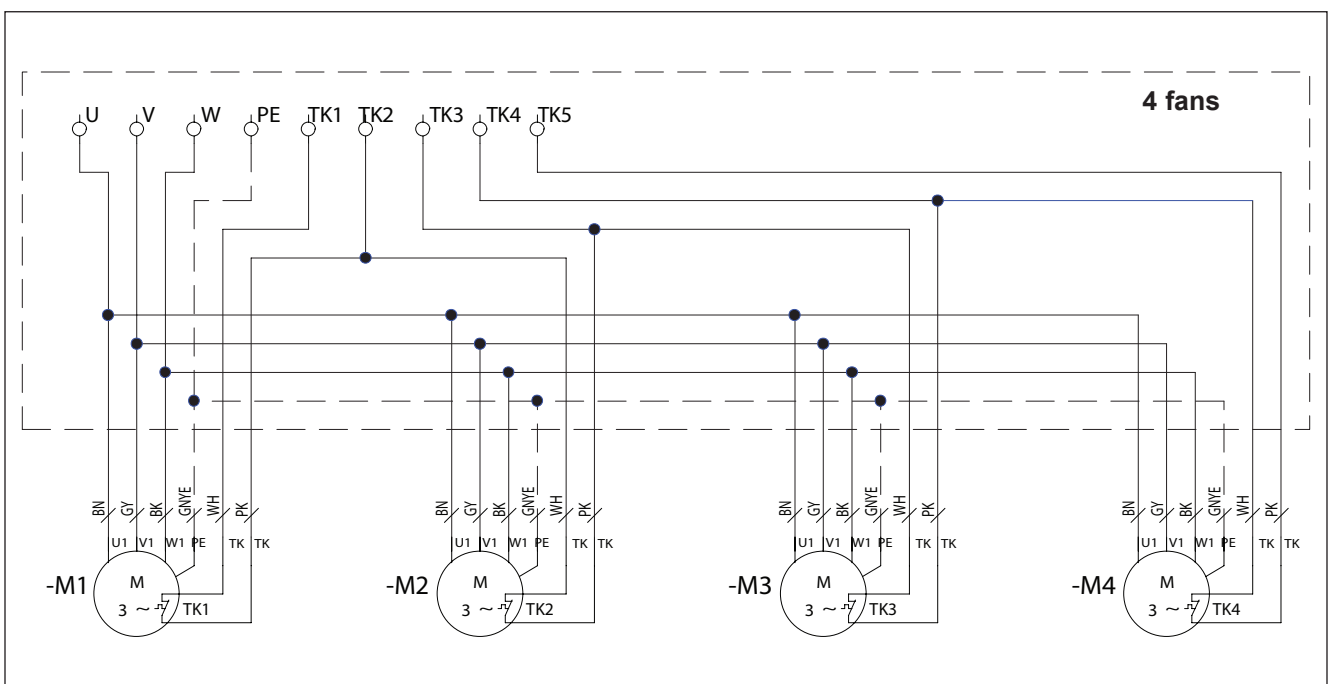 4 fans
U V W PE TK1 TK2 TK3 TK4 TK5
BN GY BK GNYE WH PK BN GY BK GNYE WH PK BN GY BK GNYE WH PK BN GY BK GNYE WH PK
U1 V1 W1 PE TK TK U1 V1 W1 PE TK TK U1 V1 W1 PE TK TK U1 V1 W1 PE TK TK
-M1 M -M2 M -M3 M -M4 M
3 ~ TK1 3 ~ TK2 3 ~ TK3 3 ~ TK4